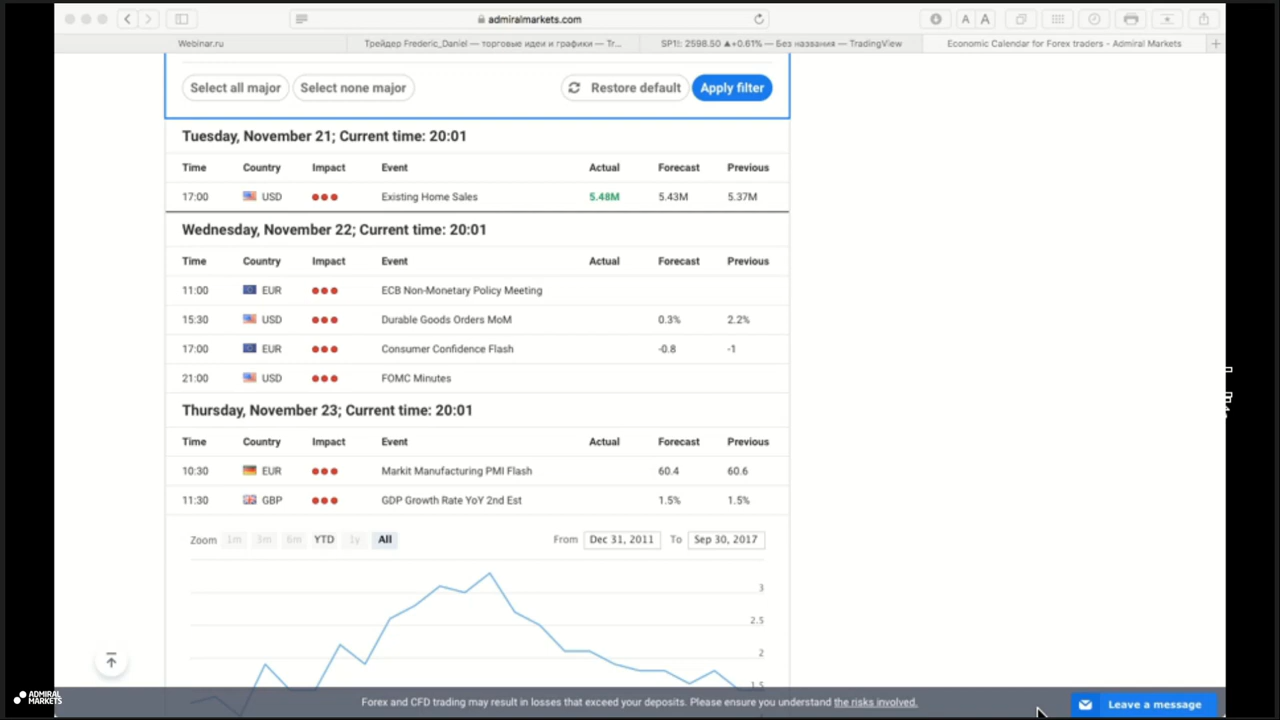 admiralmarkets.com
A A
Webinar.ru
Трейдер Frederic_Daniel — торговые идеи и графики — Tr...
SP1!: 2598.50 ▲+0.61% — Без названия — TradingView
Economic Calendar for Forex traders - Admiral Markets
Select all major Select none major Restore default Apply filter
Tuesday, November 21; Current time: 20:01
Time Country Impact Event Actual Forecast Previous
17:00 USD Existing Home Sales 5.48M 5.43M 5.37M
Wednesday, November 22; Current time: 20:01
Time Country Impact Event Actual Forecast Previous
11:00 EUR ECB Non-Monetary Policy Meeting
15:30 USD Durable Goods Orders MoM 0.3% 2.2%
17:00 EUR Consumer Confidence Flash -0.8 -1
21:00 USD FOMC Minutes
Thursday, November 23; Current time: 20:01
Time Country Impact Event Actual Forecast Previous
10:30 EUR Markit Manufacturing PMI Flash 60.4 60.6
11:30 GBP GDP Growth Rate YoY 2nd Est 1.5% 1.5%
Zoom 1m 3m 6m YTD 1y All From Dec 31, 2011 To Sep 30, 2017
3
2.5
2
1.5
ADMIRAL
MARKETS
Forex and CFD trading may result in losses that exceed your deposits. Please ensure you understand the risks involved.
Leave a message